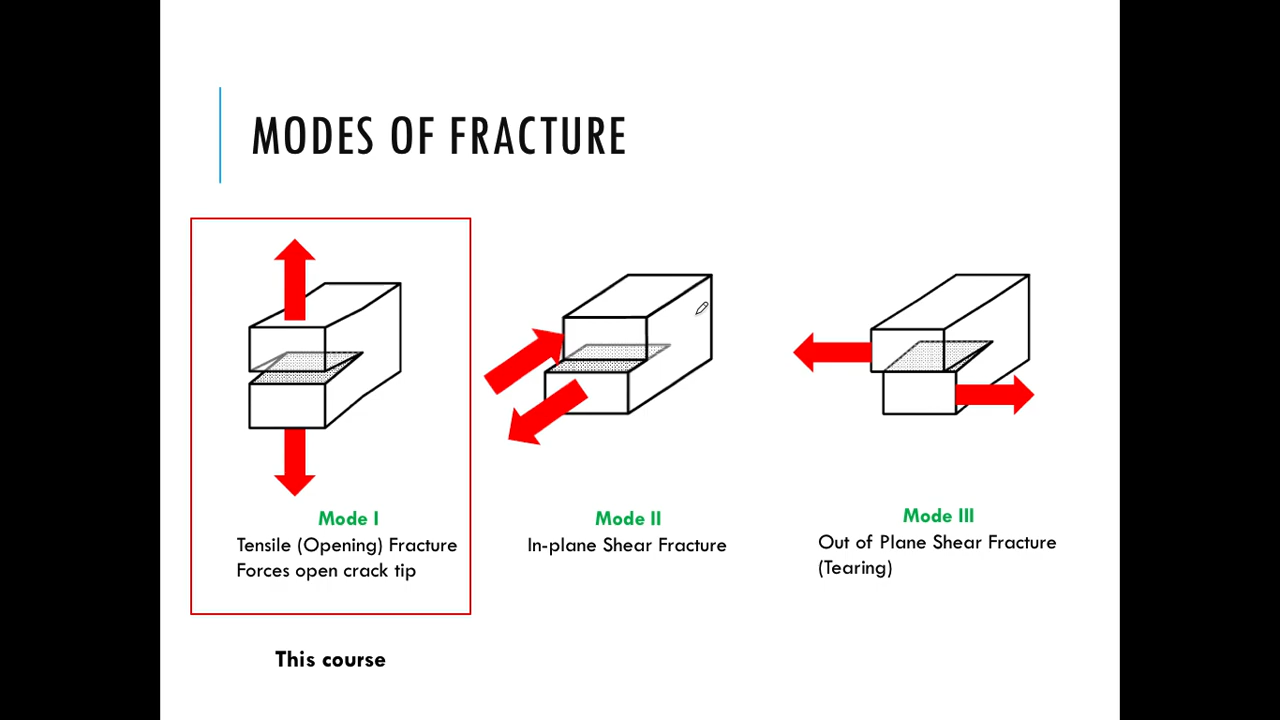 MODES OF FRACTURE
Mode I
Tensile (Opening) Fracture
Forces open crack tip
Mode II
In-plane Shear Fracture
Mode III
Out of Plane Shear Fracture
(Tearing)
This course